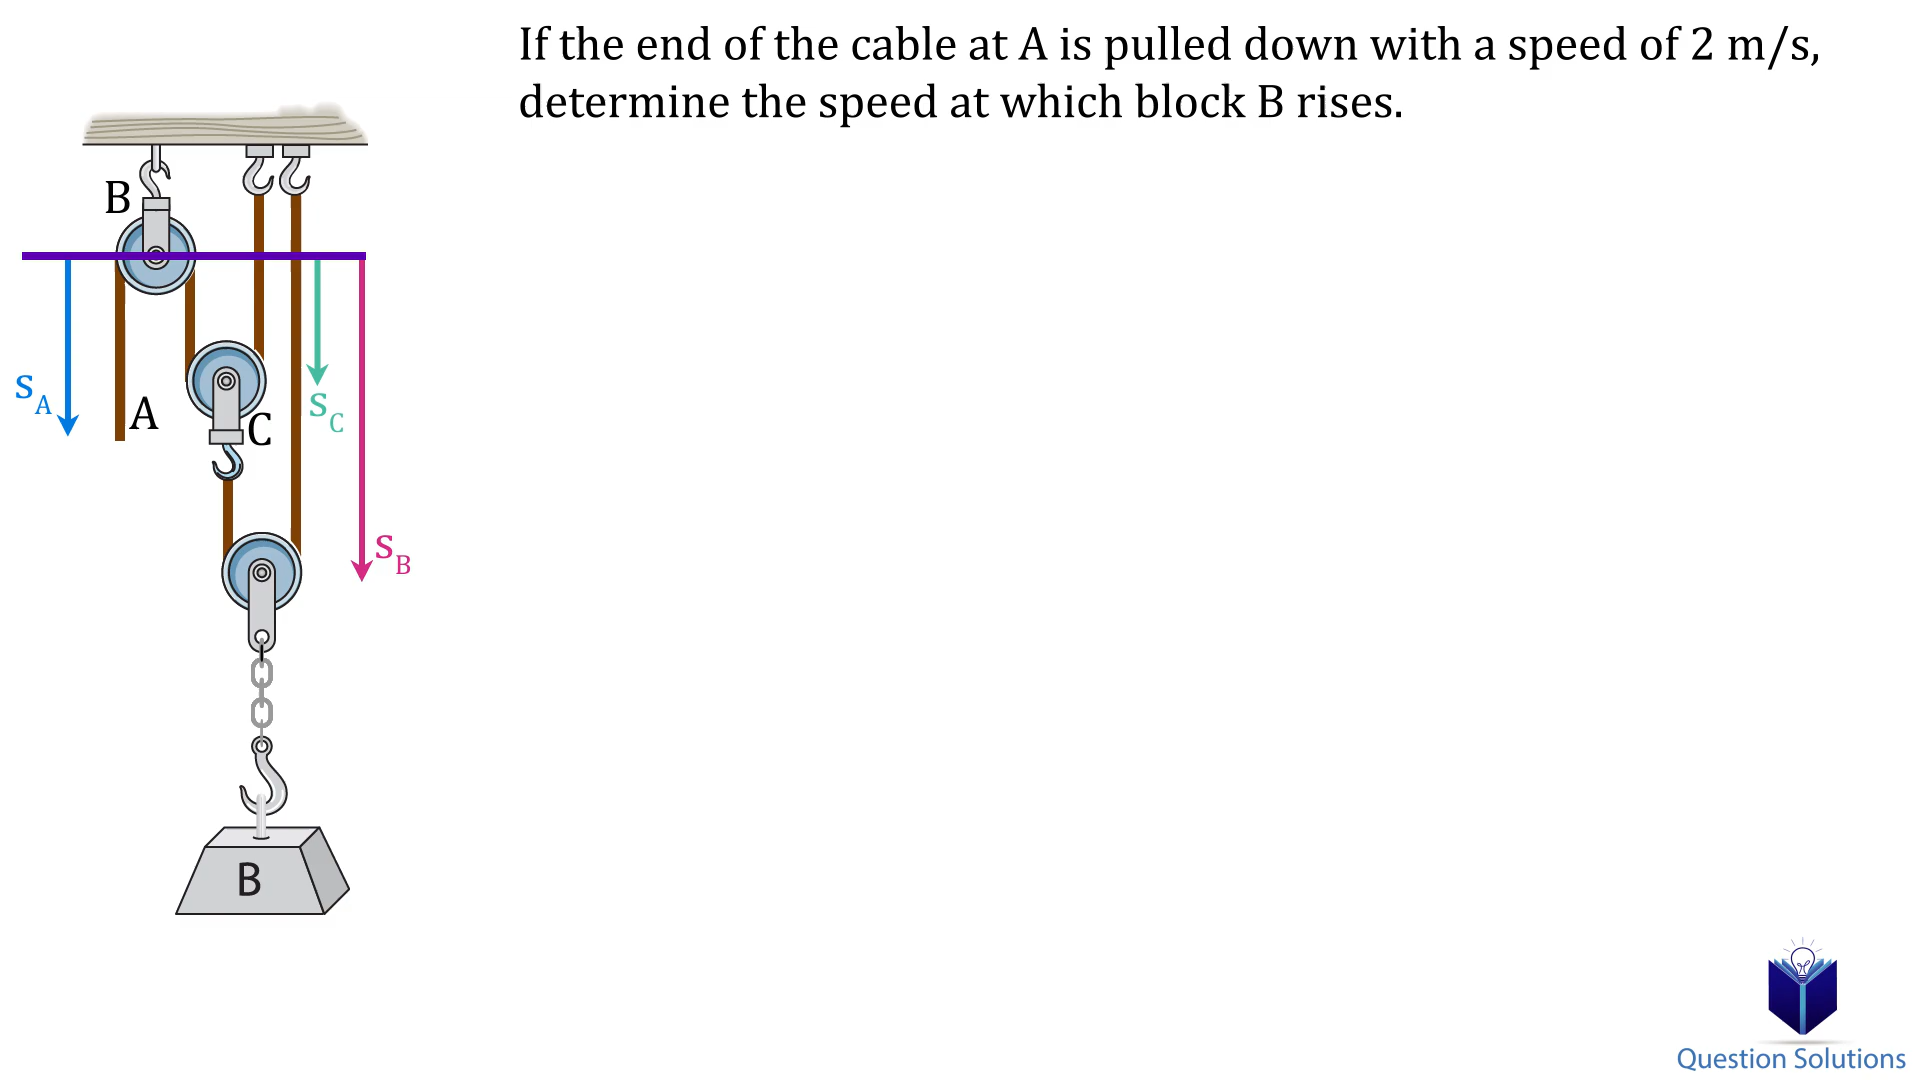 If the end of the cable at A is pulled down with a speed of 2 m/s,
determine the speed at which block B rises.
B
s_A
A
C
s_C
s_B
B
Question Solutions